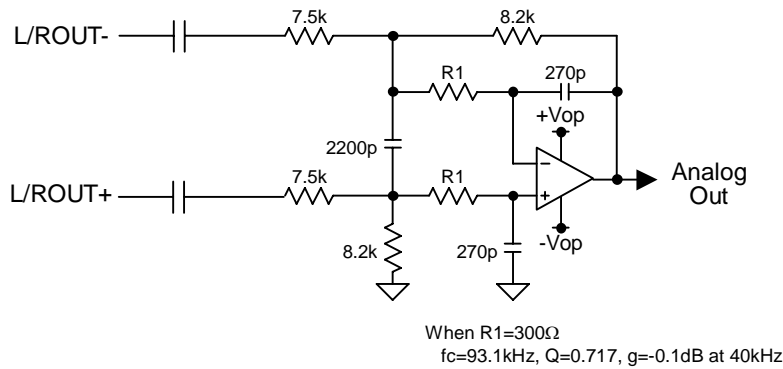 7.5k
8.2k
L/ROUT-
R1
270p
+Vop
2200p
−
7.5k
R1
+
Analog
Out
L/ROUT+
8.2k
270p
-Vop
When R1=300Ω
fc=93.1kHz, Q=0.717, g=-0.1dB at 40kHz